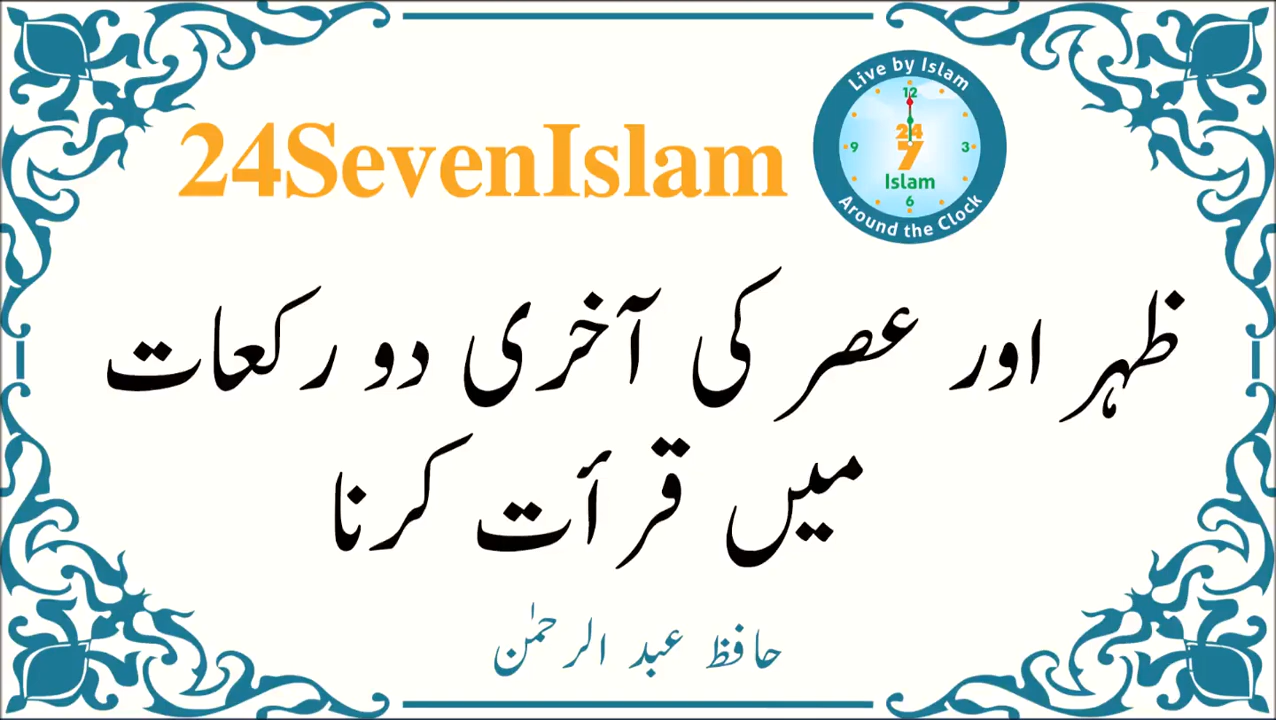 24SevenIslam
Live by Islam
12
24
7
9
3
Islam
6
Around the Clock
ظہر اور عصر کی آخری دو رکعات
میں قرأت کرنا
حافظ عبد الرحمٰن